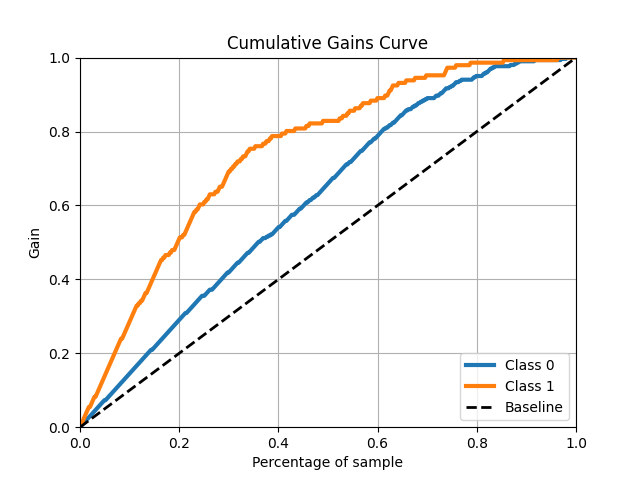 Cumulative Gains Curve
1.0
0.8
0.6
0.4
0.2
0.0
Gain
0.0 0.2 0.4 0.6 0.8 1.0
Percentage of sample
Class 0
Class 1
Baseline